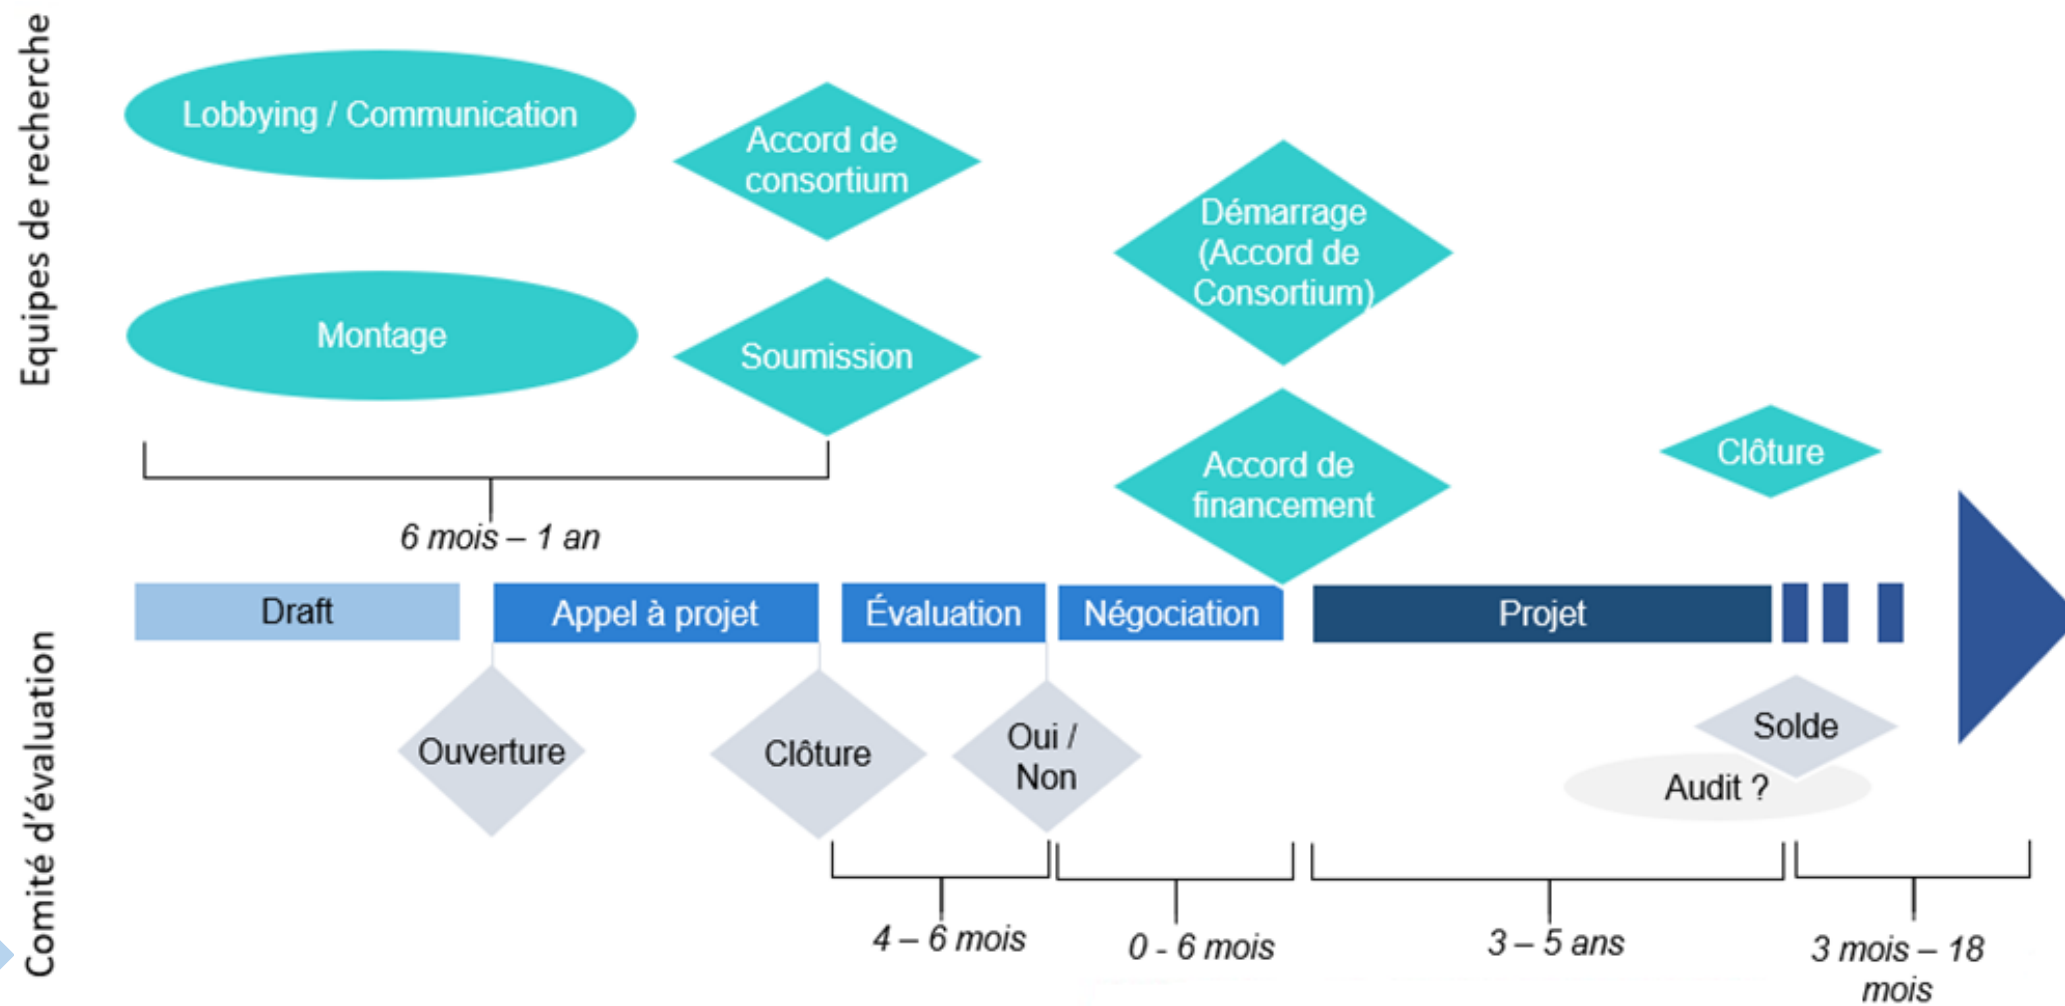 Equipes de recherche
Lobbying / Communication
Accord de
consortium
Démarrage
(Accord de
Consortium)
Montage
Soumission
Accord de
financement
Clôture
6 mois – 1 an
Draft
Appel à projet
Évaluation
Négociation
Projet
Comité d'évaluation
Ouverture
Clôture
Oui /
Non
Solde
Audit ?
4 – 6 mois
0 - 6 mois
3 – 5 ans
3 mois – 18
mois